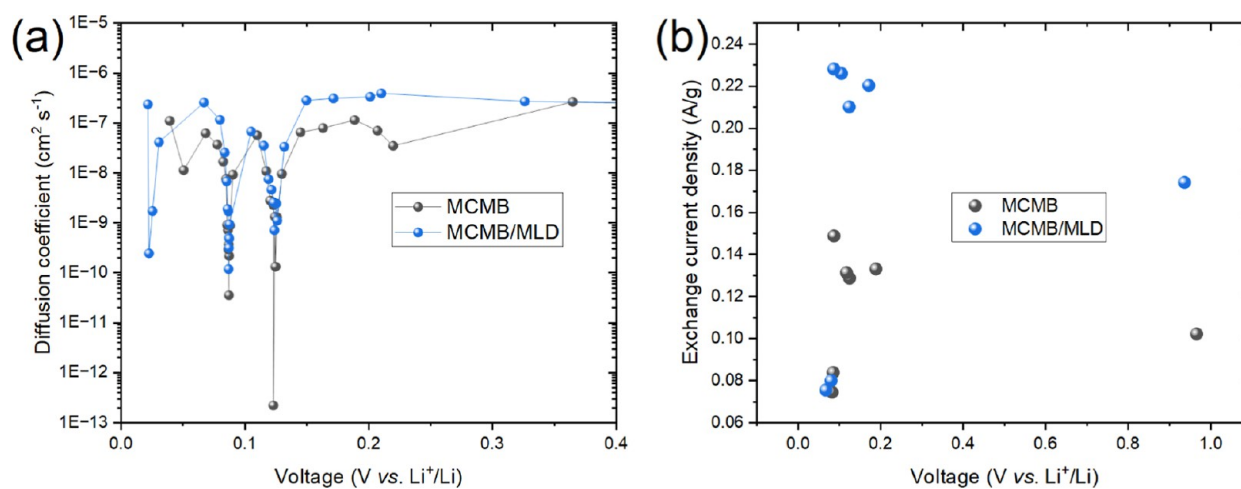 (a)
Diffusion coefficient (cm² s⁻¹)
1E−5
1E−6
1E−7
1E−8
1E−9
1E−10
1E−11
1E−12
1E−13
MCMB
MCMB/MLD
0.0 0.1 0.2 0.3 0.4
Voltage (V vs. Li⁺/Li)
(b)
Exchange current density (A/g)
0.24
0.22
0.20
0.18
0.16
0.14
0.12
0.10
0.08
0.06
MCMB
MCMB/MLD
0.0 0.2 0.4 0.6 0.8 1.0
Voltage (V vs. Li⁺/Li)